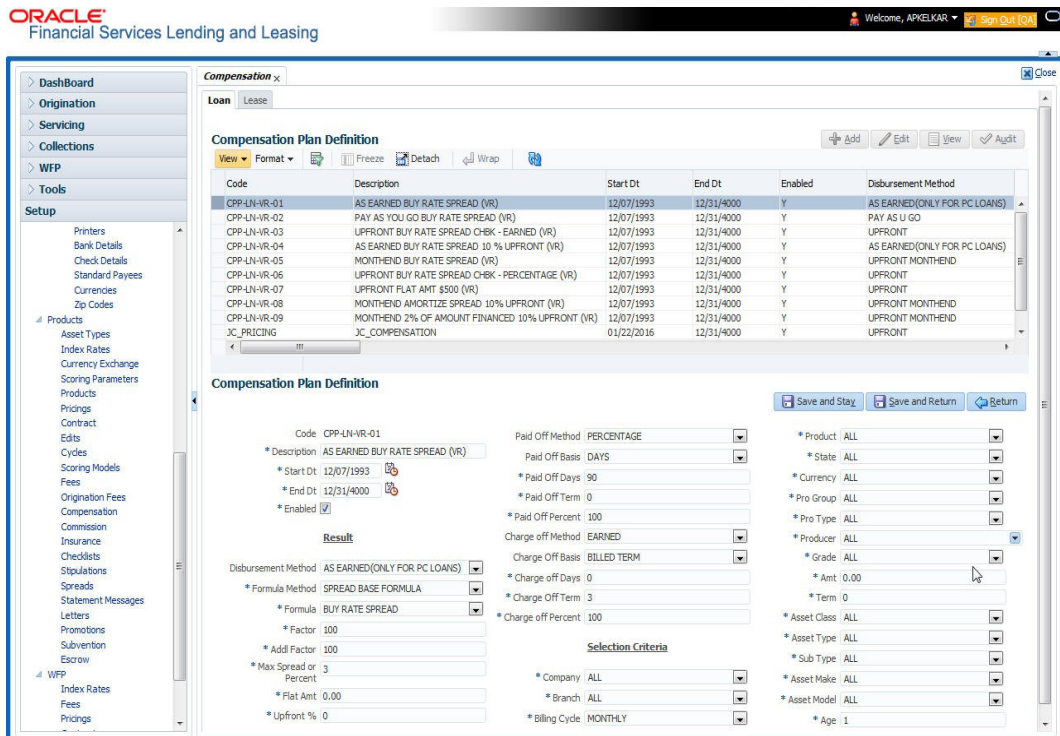 ORACLE'
Financial Services Lending and Leasing
Welcome, APKELKAR
Sign Out [QA]
DashBoard
Origination
Servicing
Collections
WFP
Tools
Setup
Printers
Bank Details
Check Details
Standard Payees
Currencies
Zip Codes
Products
Asset Types
Index Rates
Currency Exchange
Scoring Parameters
Products
Pricings
Contract
Edits
Cycles
Scoring Models
Fees
Origination Fees
Compensation
Commission
Insurance
Checklists
Stipulations
Spreads
Statement Messages
Letters
Promotions
Subvention
Escrow
WFP
Index Rates
Fees
Pricings
Compensation
Close
Loan Lease
Compensation Plan Definition
Add Edit View Audit
View Format Freeze Detach Wrap
Code Description Start Dt End Dt Enabled Disbursement Method
CPP-LN-VR-01 AS EARNED BUY RATE SPREAD (VR) 12/07/1993 12/31/4000 Y AS EARNED(ONLY FOR PC LOANS)
CPP-LN-VR-02 PAY AS YOU GO BUY RATE SPREAD (VR) 12/07/1993 12/31/4000 Y PAY AS U GO
CPP-LN-VR-03 UPFRONT BUY RATE SPREAD CHBK - EARNED (VR) 12/07/1993 12/31/4000 Y UPFRONT
CPP-LN-VR-04 AS EARNED BUY RATE SPREAD 10 % UPFRONT (VR) 12/07/1993 12/31/4000 Y AS EARNED(ONLY FOR PC LOANS)
CPP-LN-VR-05 MONTHEND BUY RATE SPREAD (VR) 12/07/1993 12/31/4000 Y UPFRONT MONTHEND
CPP-LN-VR-06 UPFRONT BUY RATE SPREAD CHBK - PERCENTAGE (VR) 12/07/1993 12/31/4000 Y UPFRONT
CPP-LN-VR-07 UPFRONT FLAT AMT $500 (VR) 12/07/1993 12/31/4000 Y UPFRONT
CPP-LN-VR-08 MONTHEND AMORTIZE SPREAD 10% UPFRONT (VR) 12/07/1993 12/31/4000 Y UPFRONT MONTHEND
CPP-LN-VR-09 MONTHEND 2% OF AMOUNT FINANCED 10% UPFRONT (VR) 12/07/1993 12/31/4000 Y UPFRONT MONTHEND
JC_PRICING JC_COMPENSATION 01/22/2016 12/31/4000 Y UPFRONT
Compensation Plan Definition
Save and Stay Save and Return Return
Code CPP-LN-VR-01
* Description AS EARNED BUY RATE SPREAD (VR)
* Start Dt 12/07/1993
* End Dt 12/31/4000
* Enabled
Result
Disbursement Method AS EARNED(ONLY FOR PC LOANS)
* Formula Method SPREAD BASE FORMULA
* Formula BUY RATE SPREAD
* Factor 100
* Addl Factor 100
* Max Spread or Percent 3
* Flat Amt 0.00
* Upfront % 0
Paid Off Method PERCENTAGE
Paid Off Basis DAYS
* Paid Off Days 90
* Paid Off Term 0
* Paid Off Percent 100
Charge off Method EARNED
Charge Off Basis BILLED TERM
* Charge off Days 0
* Charge Off Term 3
* Charge off Percent 100
Selection Criteria
* Company ALL
* Branch ALL
* Billing Cycle MONTHLY
* Product ALL
* State ALL
* Currency ALL
* Pro Group ALL
* Pro Type ALL
* Producer ALL
* Grade ALL
* Amt 0.00
* Term 0
* Asset Class ALL
* Asset Type ALL
* Sub Type ALL
* Asset Make ALL
* Asset Model ALL
* Age 1